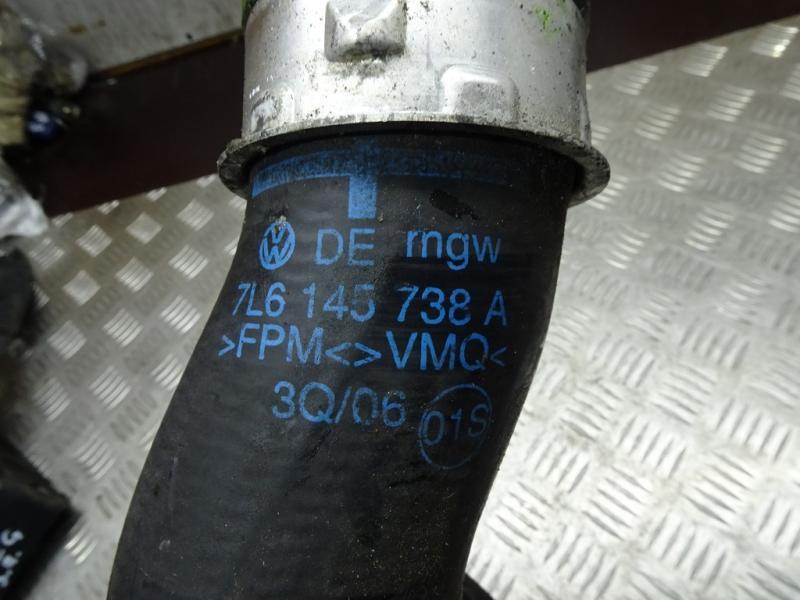 DE rngw
7L6 145 738 A
>FPM<>VMQ<
3Q/06 01S